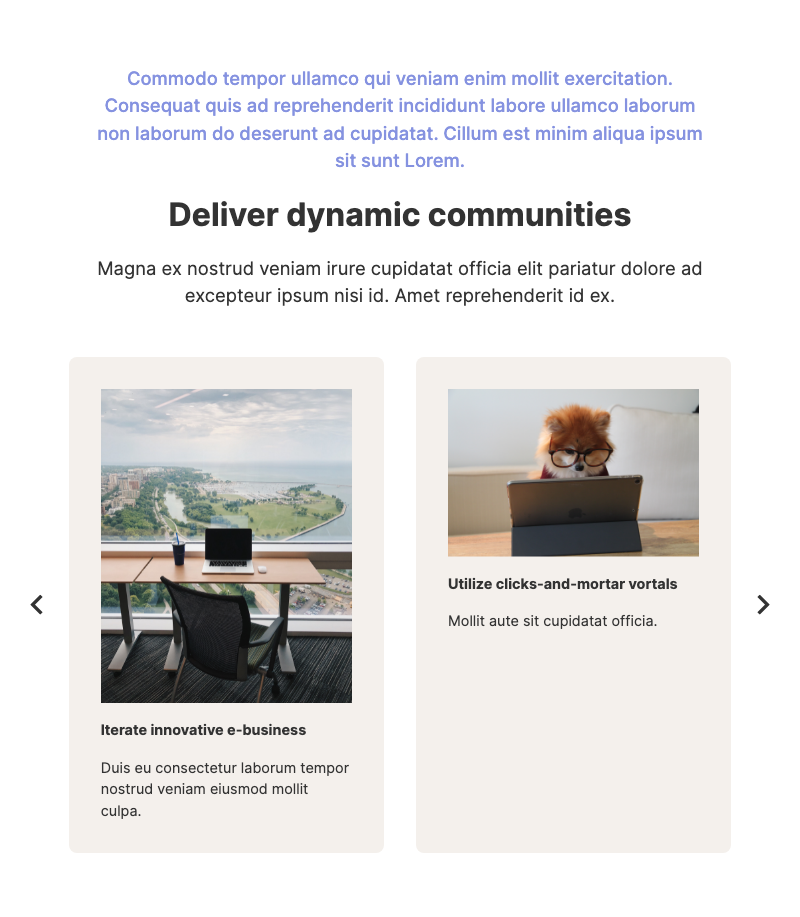 Commodo tempor ullamco qui veniam enim mollit exercitation.
Consequat quis ad reprehenderit incididunt labore ullamco laborum
non laborum do deserunt ad cupidatat. Cillum est minim aliqua ipsum
sit sunt Lorem.
Deliver dynamic communities
Magna ex nostrud veniam irure cupidatat officia elit pariatur dolore ad
excepteur ipsum nisi id. Amet reprehenderit id ex.
Iterate innovative e-business
Duis eu consectetur laborum tempor
nostrud veniam eiusmod mollit
culpa.
Utilize clicks-and-mortar vortals
Mollit aute sit cupidatat officia.